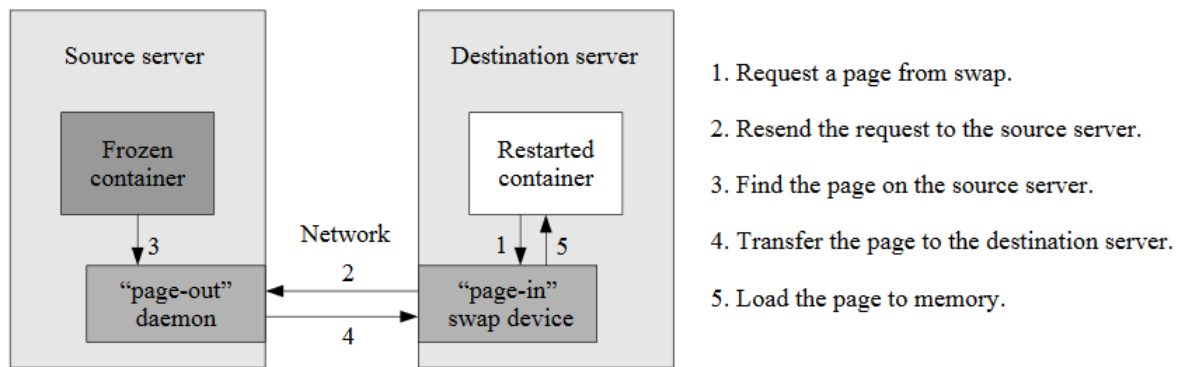 Source server
Frozen
container
3
“page-out”
daemon
Network
2
4
Destination server
Restarted
container
1
5
“page-in”
swap device
1. Request a page from swap.
2. Resend the request to the source server.
3. Find the page on the source server.
4. Transfer the page to the destination server.
5. Load the page to memory.